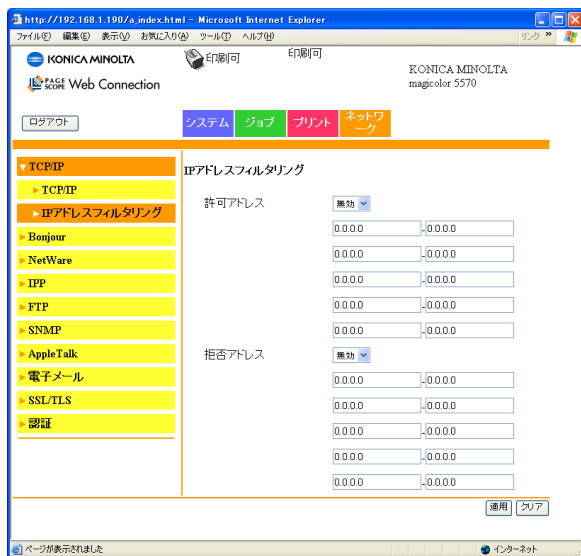 http://192.168.1.190/a_index.html - Microsoft Internet Explorer
ファイル(F) 編集(E) 表示(V) お気に入り(A) ツール(T) ヘルプ(H) リンク »
KONICA MINOLTA
印刷可
印刷可
KONICA MINOLTA
magicolor 5570
PAGE SCOPE Web Connection
ログアウト
システム
ジョブ
プリント
ネットワーク
TCP/IP
TCP/IP
IPアドレスフィルタリング
Bonjour
NetWare
IPP
FTP
SNMP
AppleTalk
電子メール
SSL/TLS
認証
IPアドレスフィルタリング
許可アドレス 無効
0.0.0.0 - 0.0.0.0
0.0.0.0 - 0.0.0.0
0.0.0.0 - 0.0.0.0
0.0.0.0 - 0.0.0.0
0.0.0.0 - 0.0.0.0
拒否アドレス 無効
0.0.0.0 - 0.0.0.0
0.0.0.0 - 0.0.0.0
0.0.0.0 - 0.0.0.0
0.0.0.0 - 0.0.0.0
0.0.0.0 - 0.0.0.0
適用 クリア
ページが表示されました インターネット